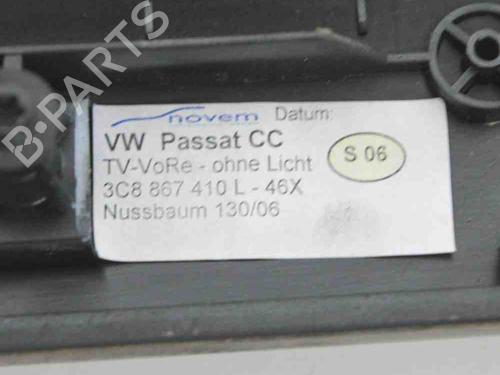 B-PARTS
novem Datum:
VW Passat CC
TV-VoRe - ohne Licht
S 06
3C8 867 410 L - 46X
Nussbaum 130/06